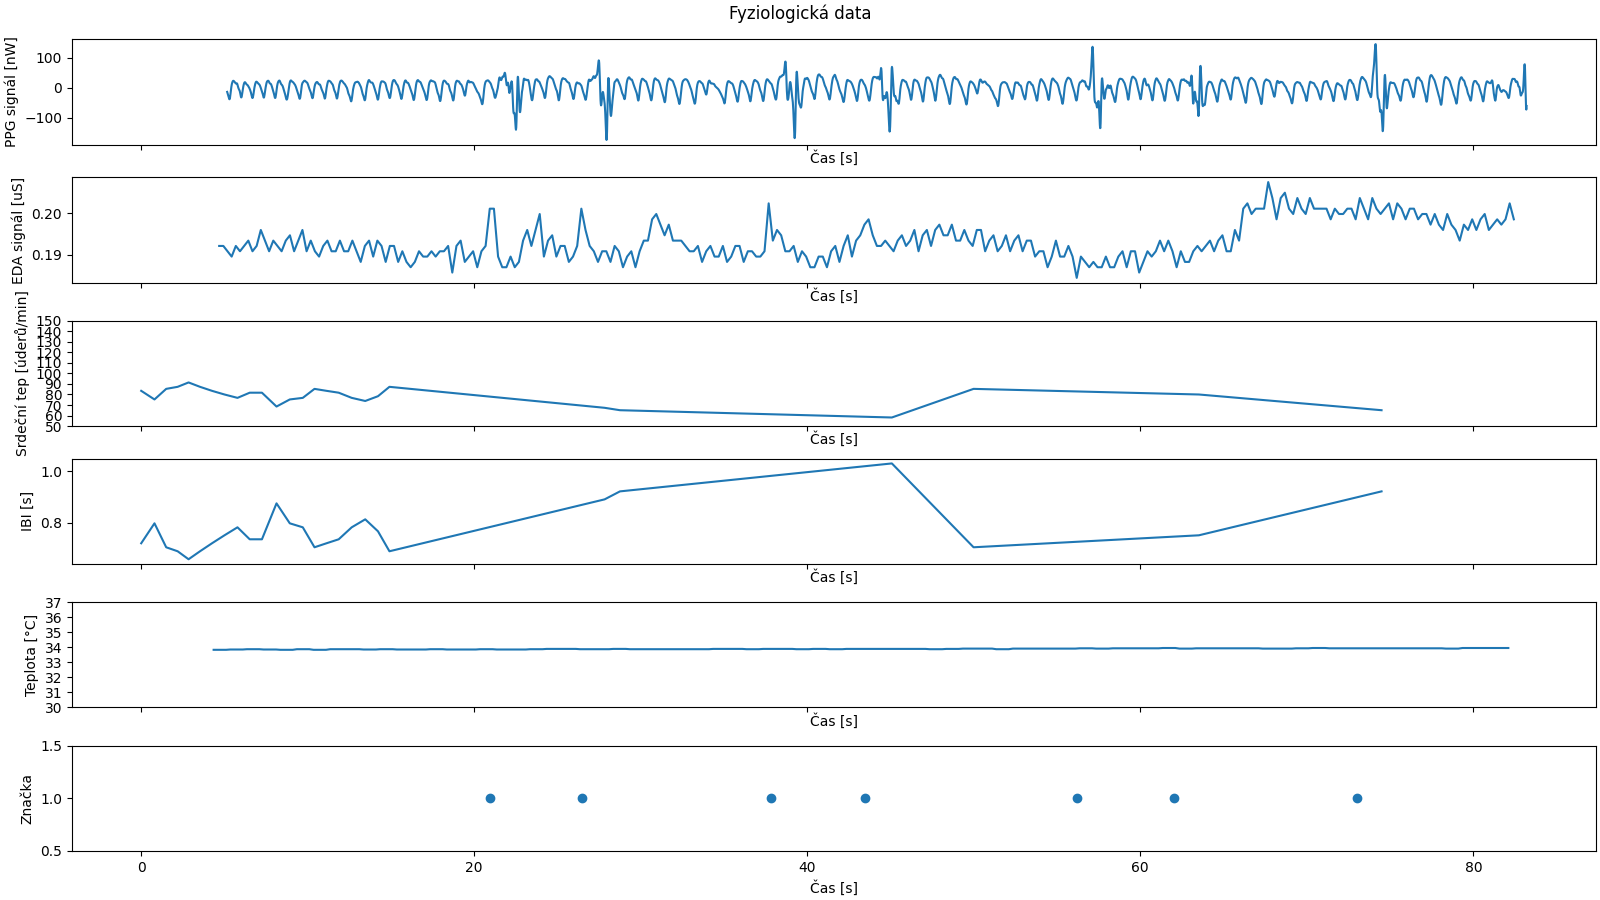 Fyziologická data
PPG signál [nW]
100
0
−100
Čas [s]
EDA signál [uS]
0.20
0.19
Čas [s]
Srdeční tep [úderů/min]
150
140
130
120
110
100
90
80
70
60
50
Čas [s]
IBI [s]
1.0
0.8
Čas [s]
Teplota [°C]
37
36
35
34
33
32
31
30
Čas [s]
Značka
1.5
1.0
0.5
0 20 40 60 80
Čas [s]